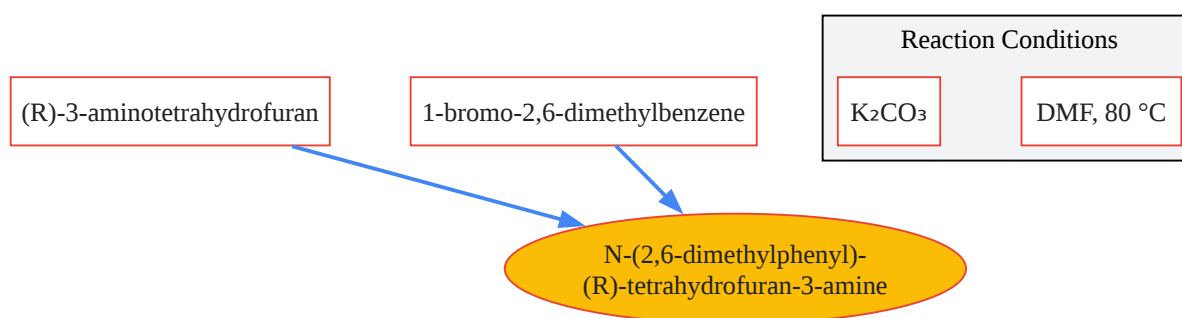 Reaction Conditions
(R)-3-aminotetrahydrofuran
1-bromo-2,6-dimethylbenzene
K₂CO₃
DMF, 80 °C
N-(2,6-dimethylphenyl)-
(R)-tetrahydrofuran-3-amine